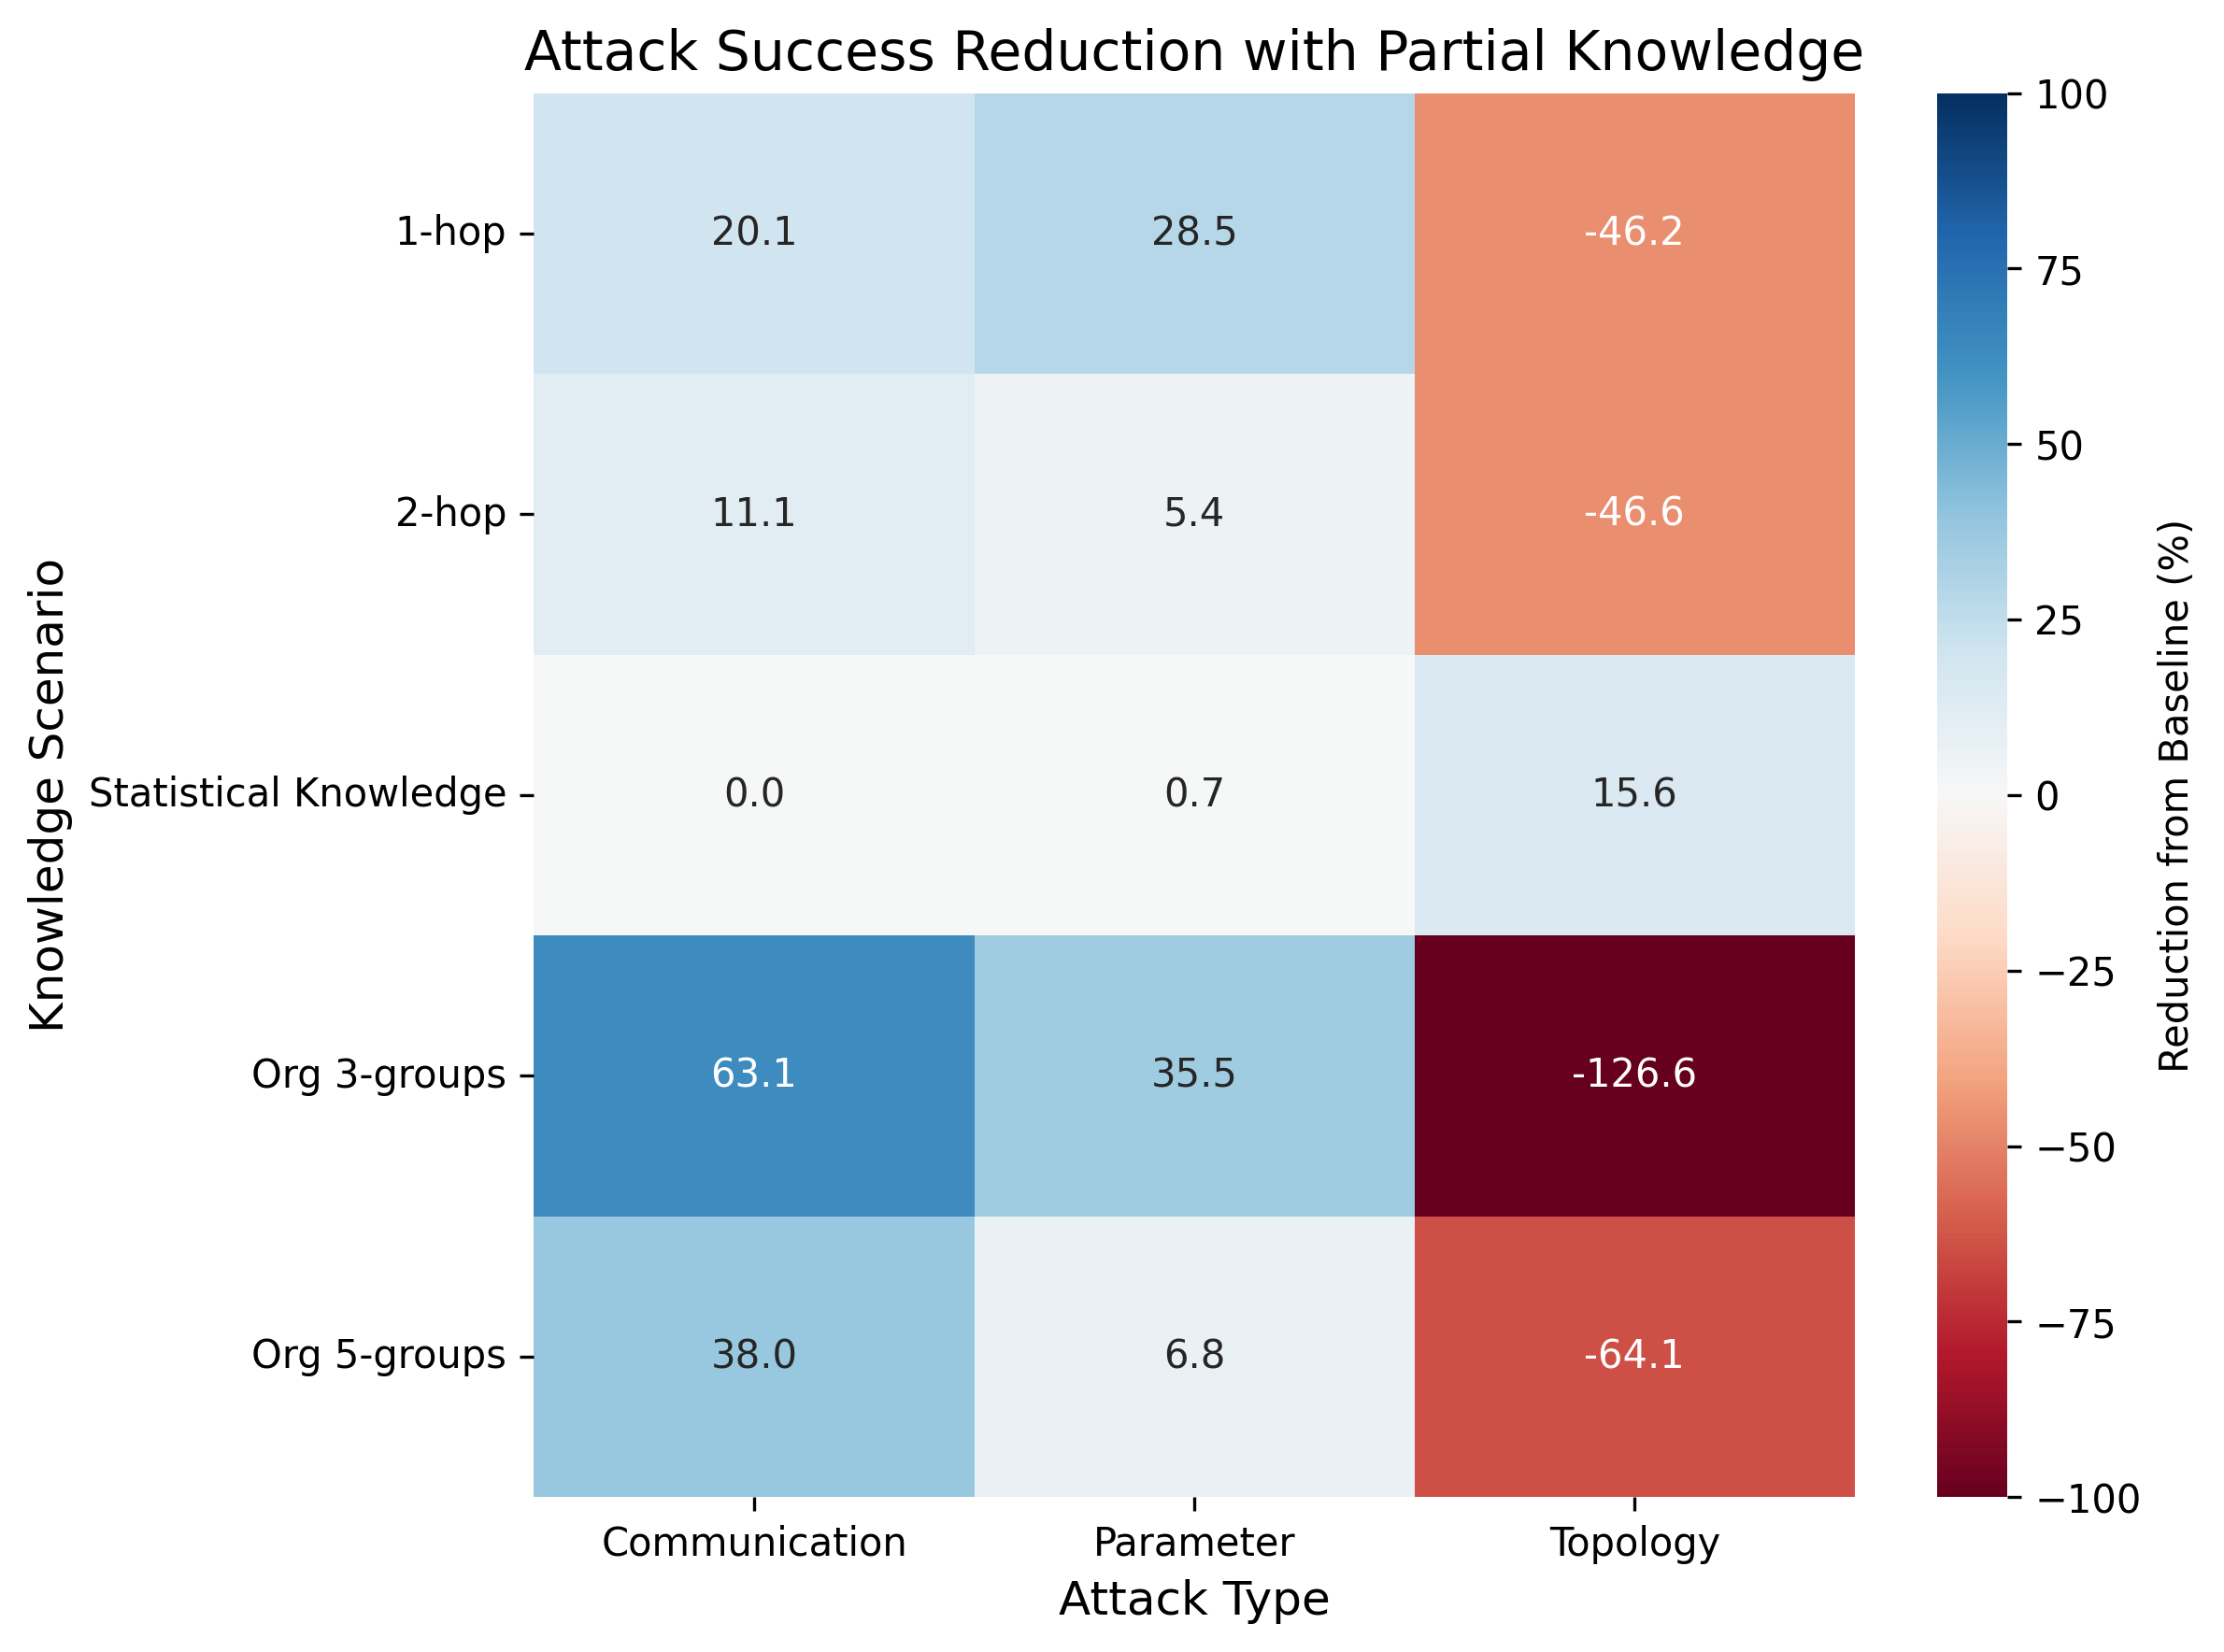 Attack Success Reduction with Partial Knowledge
Knowledge Scenario
1-hop
20.1
28.5
-46.2
2-hop
11.1
5.4
-46.6
Statistical Knowledge
0.0
0.7
15.6
Org 3-groups
63.1
35.5
-126.6
Org 5-groups
38.0
6.8
-64.1
Communication
Parameter
Topology
Attack Type
100
75
50
25
0
−25
−50
−75
−100
Reduction from Baseline (%)